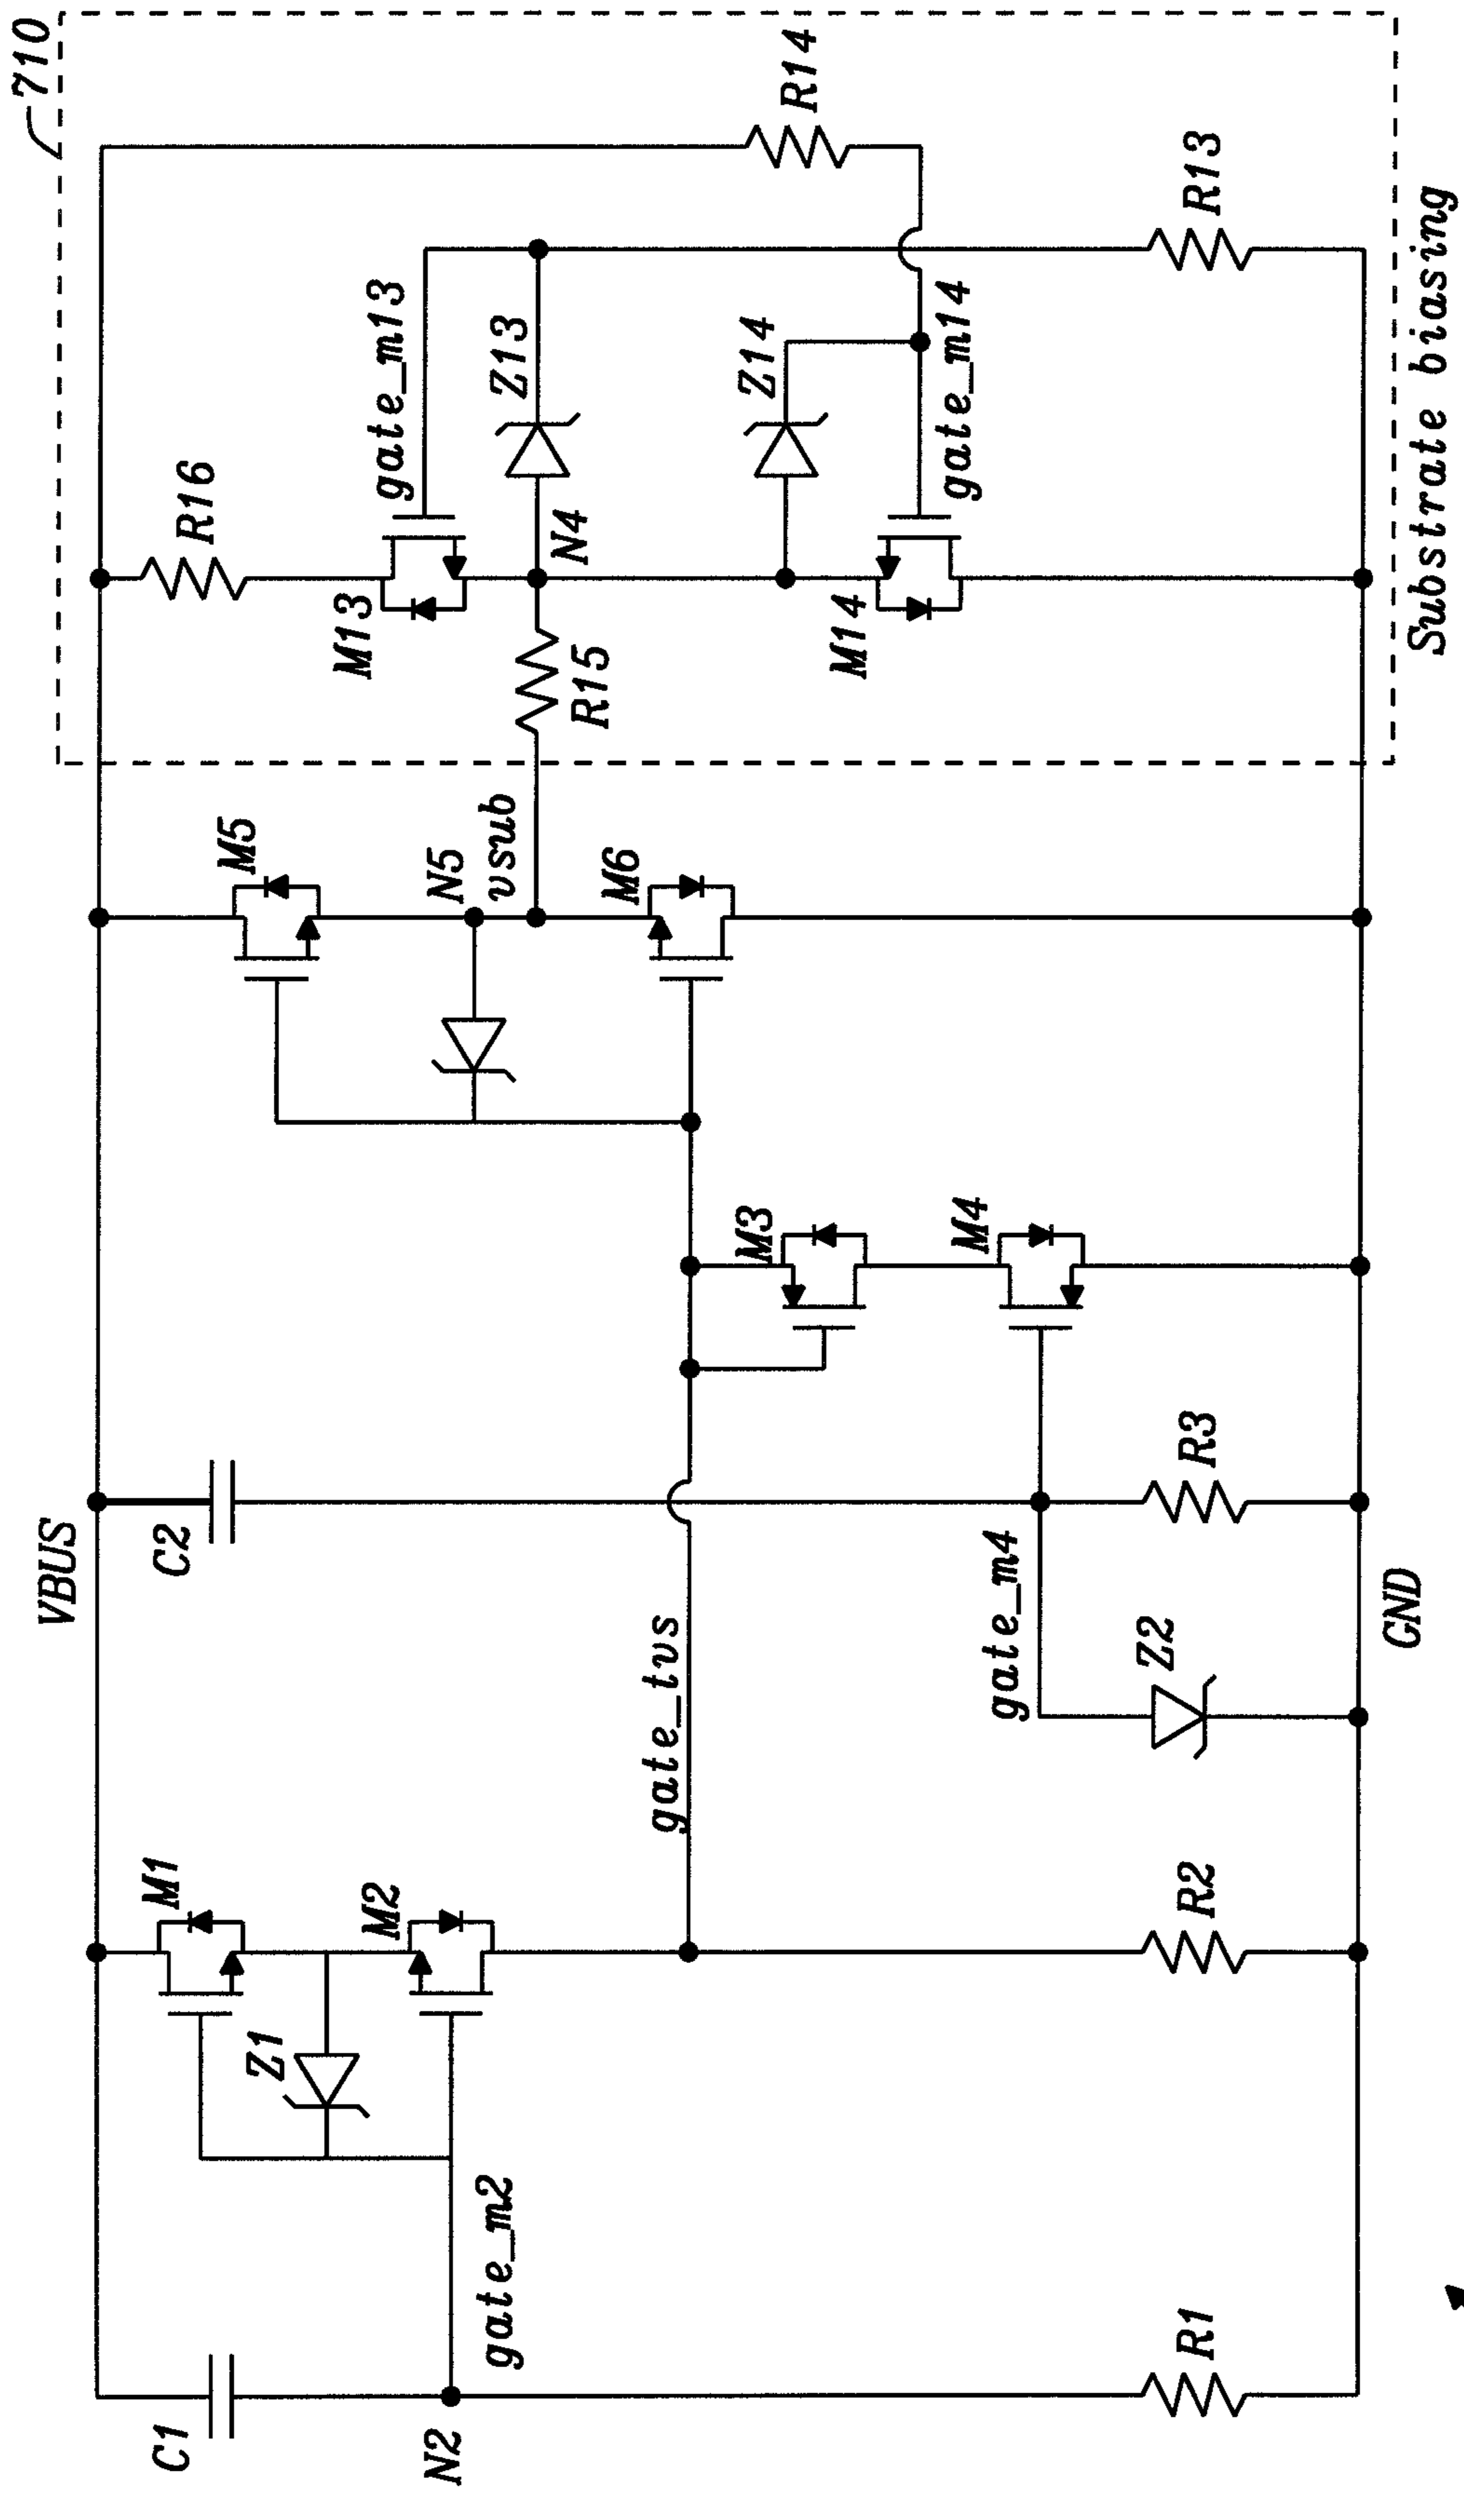 VBUS
C1
N2
gate_m2
R1
M1
Z1
M2
gate_tvs
R2
C2
gate_m4
Z2
R3
GND
M3
M4
M5
N5
vsub
M6
R15
R16
M13
gate_m13
Z13
N4
Z14
M14
gate_m14
R14
R13
710
Substrate biasing